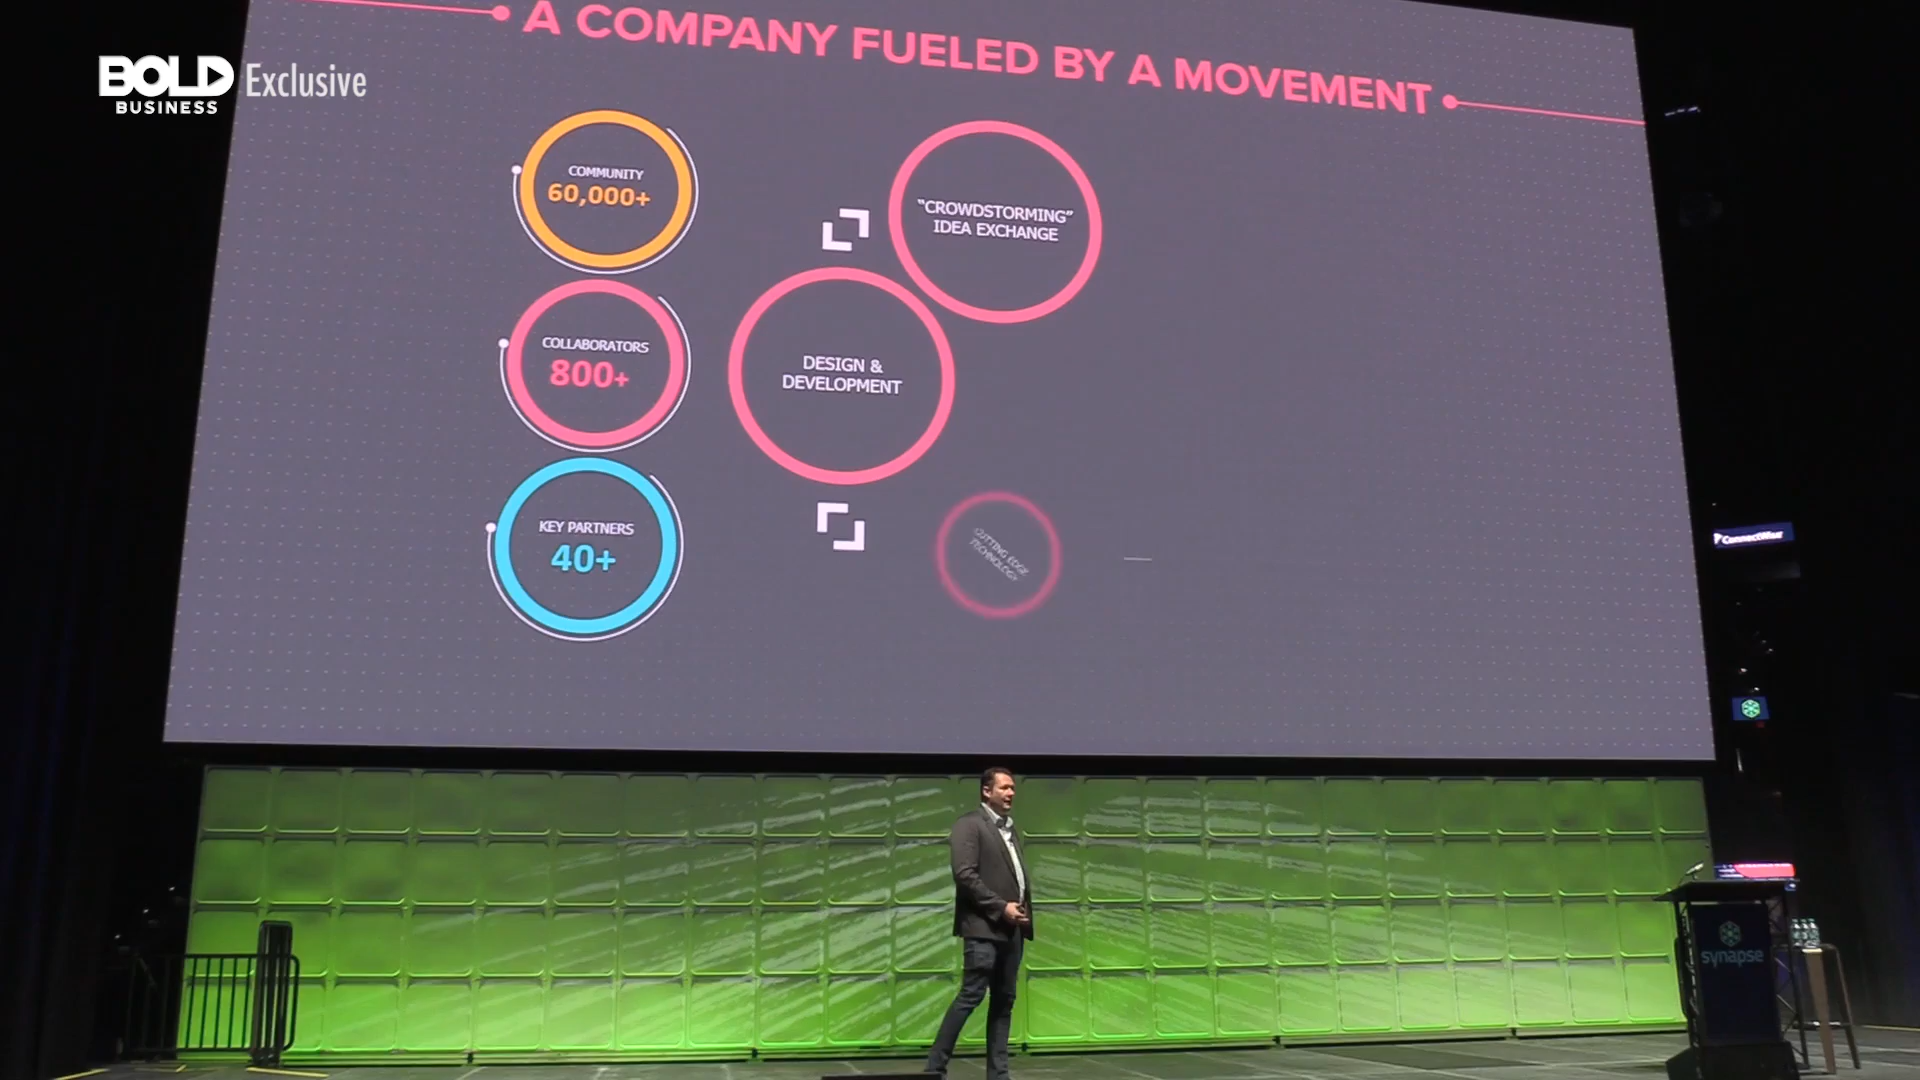 A COMPANY FUELED BY A MOVEMENT
BOLD
BUSINESS
Exclusive
COMMUNITY
60,000+
COLLABORATORS
800+
KEY PARTNERS
40+
"CROWDSTORMING"
IDEA EXCHANGE
DESIGN &
DEVELOPMENT
CUTTING EDGE
TECHNOLOGY
ConnectWise
synapse